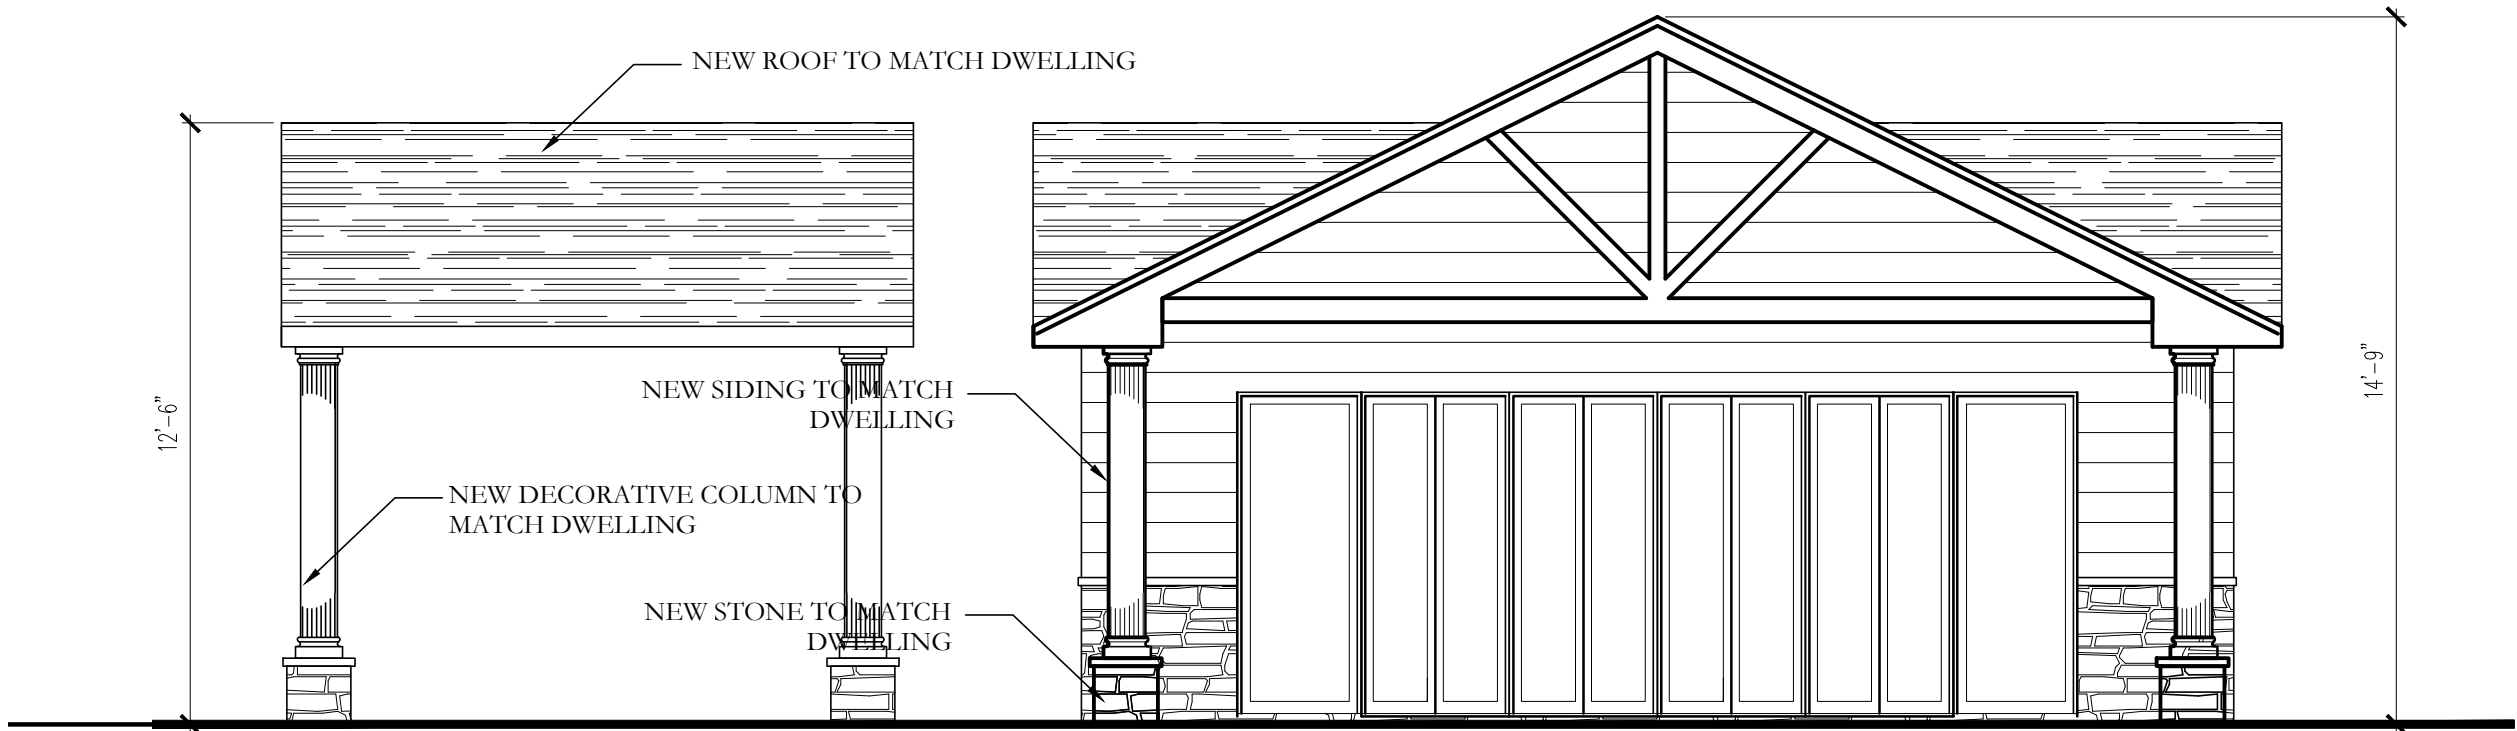 NEW ROOF TO MATCH DWELLING
14'-9"
12'-6"
NEW SIDING TO MATCH
DWELLING
NEW DECORATIVE COLUMN TO
MATCH DWELLING
NEW STONE TO MATCH
DWELLING